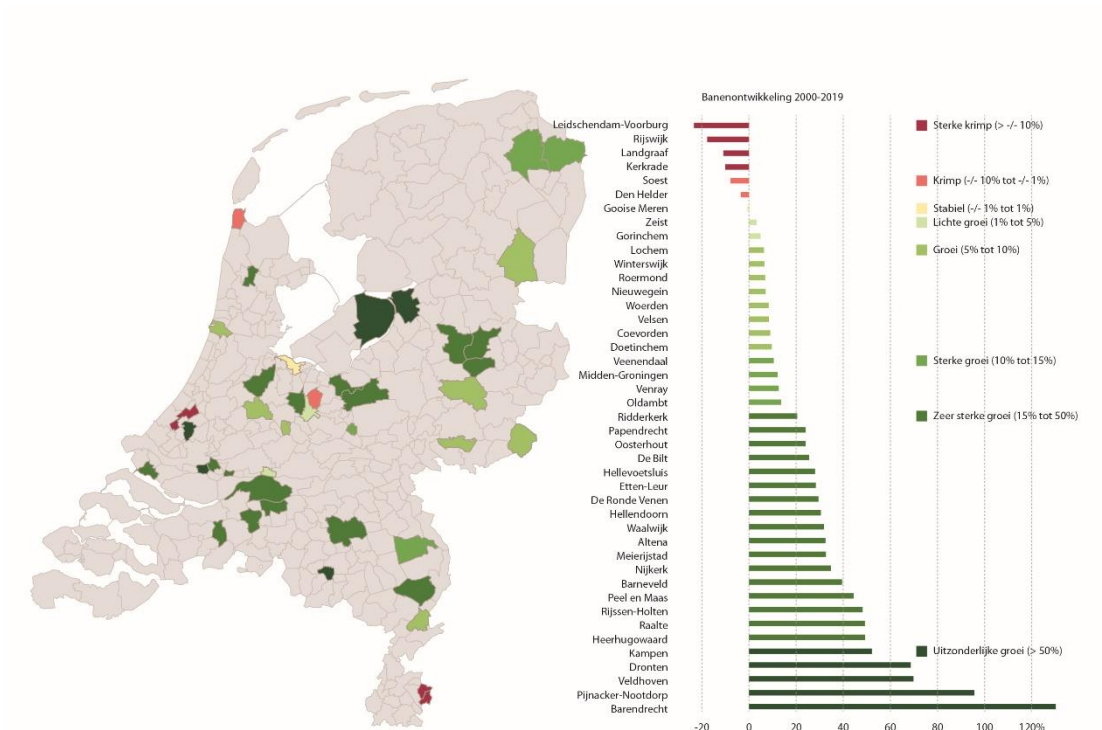 Banenontwikkeling 2000-2019
Leidschendam-Voorburg
Sterke krimp (> -/- 10%)
Rijswijk
Landgraaf
Kerkrade
Soest
Krimp (-/- 10% tot -/- 1%)
Den Helder
Gooise Meren
Stabiel (-/- 1% tot 1%)
Zeist
Lichte groei (1% tot 5%)
Gorinchem
Lochem
Groei (5% tot 10%)
Winterswijk
Roermond
Nieuwegein
Woerden
Velsen
Coevorden
Doetinchem
Veenendaal
Sterke groei (10% tot 15%)
Midden-Groningen
Venray
Oldambt
Ridderkerk
Zeer sterke groei (15% tot 50%)
Papendrecht
Oosterhout
De Bilt
Hellevoetsluis
Etten-Leur
De Ronde Venen
Hellendoorn
Waalwijk
Altena
Meierijstad
Nijkerk
Barneveld
Peel en Maas
Rijssen-Holten
Raalte
Heerhugowaard
Kampen
Uitzonderlijke groei (> 50%)
Dronten
Veldhoven
Pijnacker-Nootdorp
Barendrecht
-20 0 20 40 60 80 100 120%